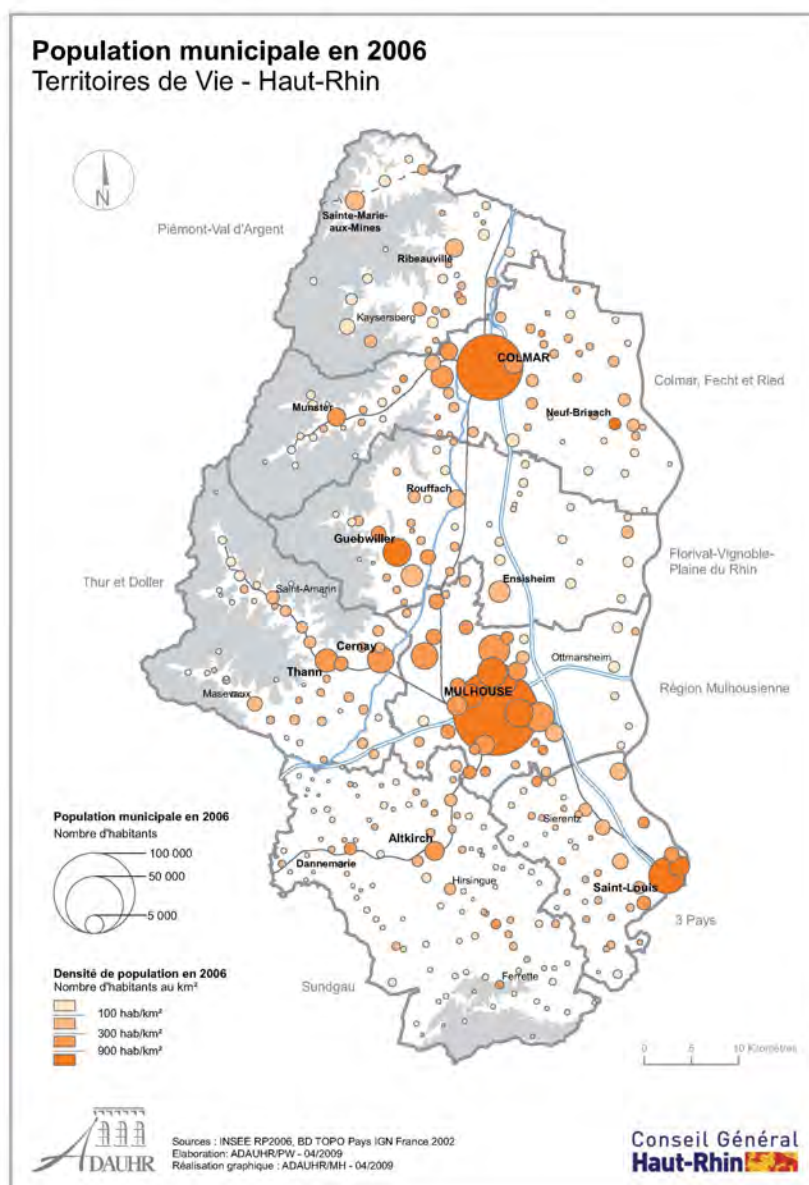 Population municipale en 2006
Territoires de Vie - Haut-Rhin
N
Piémont-Val d'Argent
Sainte-Marie-
aux-Mines
Ribeauvillé
Kaysersberg
COLMAR
Colmar, Fecht et Ried
Munster
Neuf-Brisach
Rouffach
Guebwiller
Florival-Vignoble-
Plaine du Rhin
Ensisheim
Thur et Doller
Saint-Amarin
Cernay
Ottmarsheim
Thann
MULHOUSE
Région Mulhousienne
Masevaux
Population municipale en 2006
Nombre d'habitants
100 000
50 000
5 000
Sierentz
Altkirch
Dannemarie
Hirsingue
Saint-Louis
3 Pays
Densité de population en 2006
Nombre d'habitants au km²
100 hab/km²
300 hab/km²
900 hab/km²
Sundgau
Ferrette
0 5 10 Kilomètres
ADAUHR
Sources : INSEE RP2006, BD TOPO Pays IGN France 2002
Elaboration: ADAUHR/PW - 04/2009
Réalisation graphique : ADAUHR/MH - 04/2009
Conseil Général
Haut-Rhin